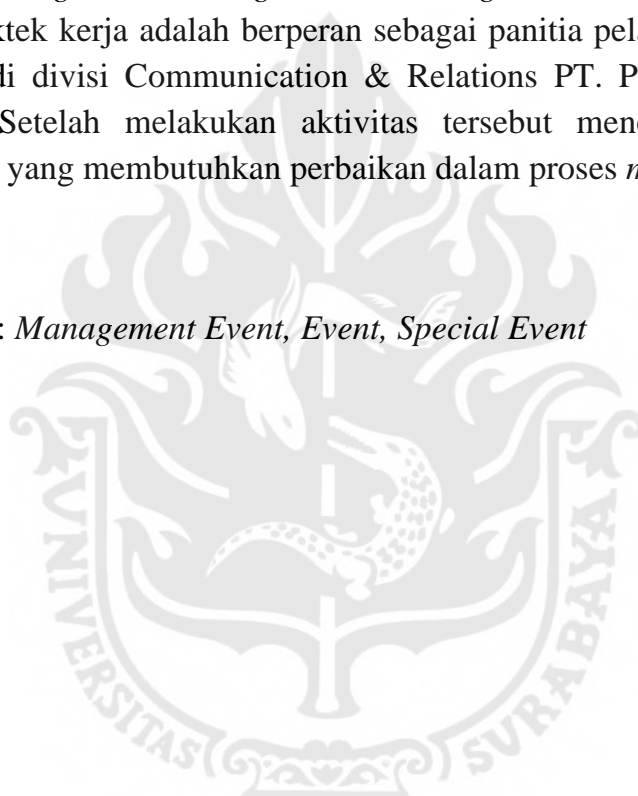 ktek kerja adalah berperan sebagai panitia pela
di divisi Communication & Relations PT. P
Setelah melakukan aktivitas tersebut men
yang membutuhkan perbaikan dalam proses
: Management Event, Event, Special Event
UNIVERSITAS SURABAYA